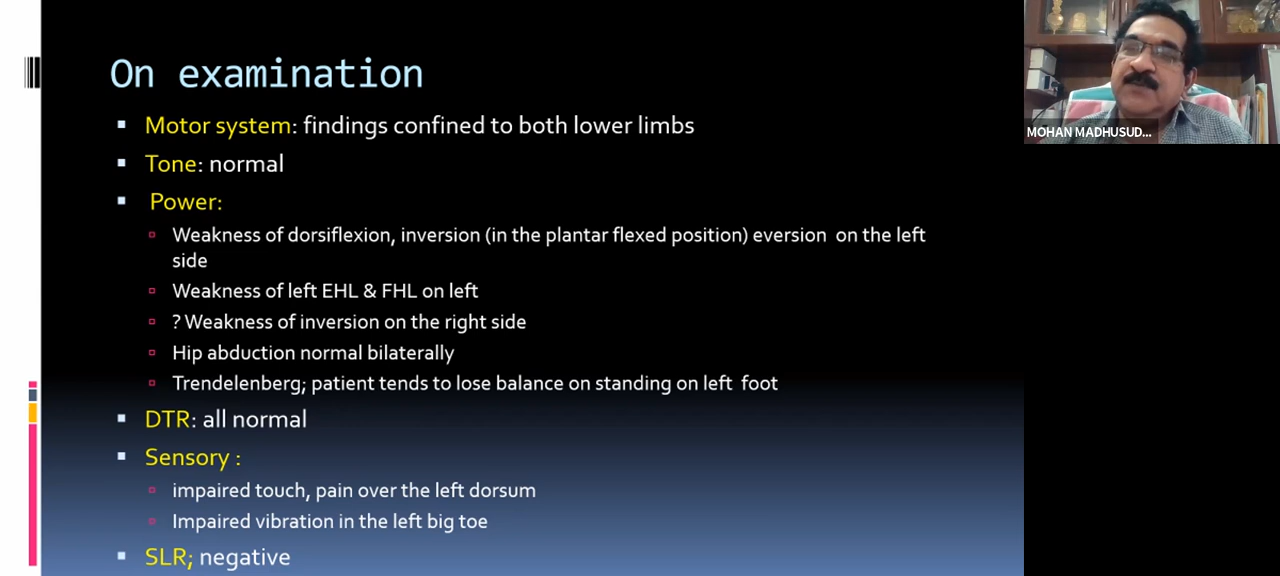 On examination
Motor system: findings confined to both lower limbs
Tone: normal
Power:
Weakness of dorsiflexion, inversion (in the plantar flexed position) eversion on the left
side
Weakness of left EHL & FHL on left
? Weakness of inversion on the right side
Hip abduction normal bilaterally
Trendelenberg; patient tends to lose balance on standing on left foot
DTR: all normal
Sensory :
impaired touch, pain over the left dorsum
Impaired vibration in the left big toe
SLR; negative
MOHAN MADHUSUD...